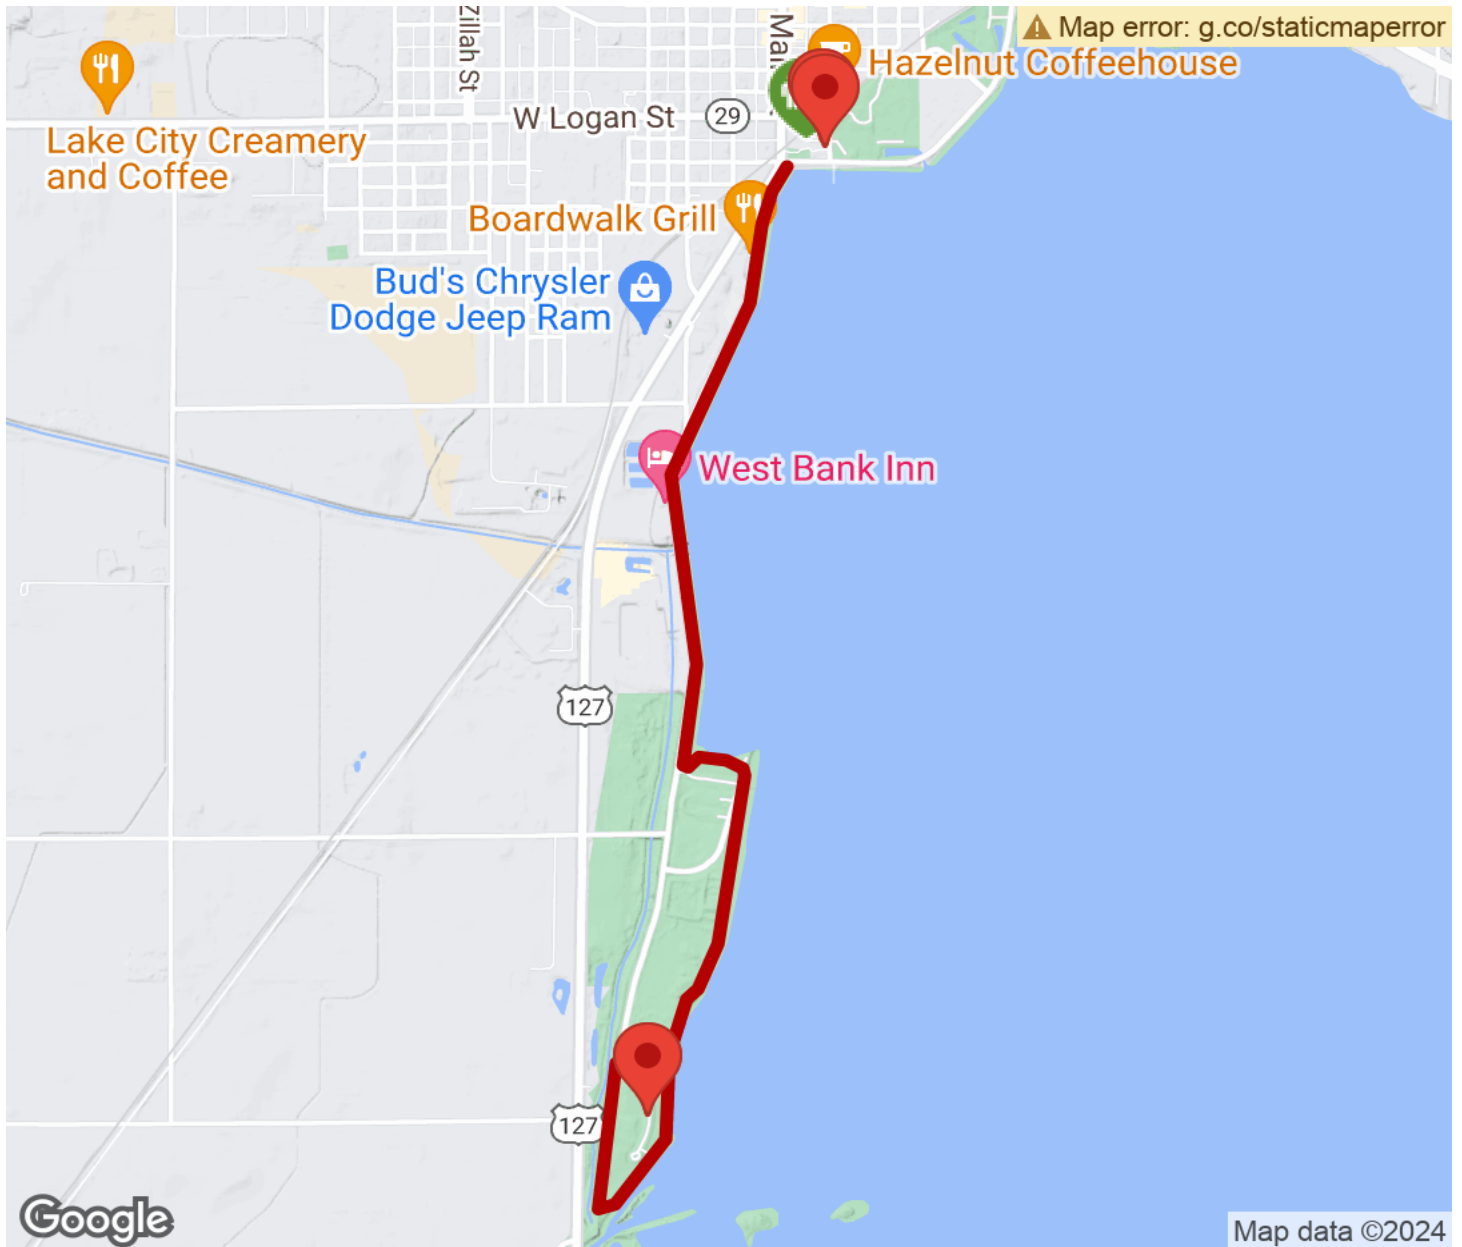 Map error: g.co/staticmaperror
zillah St
Hazelnut Coffeehouse
W Logan St
29
Lake City Creamery
and Coffee
Boardwalk Grill
Bud's Chrysler
Dodge Jeep Ram
West Bank Inn
127
127
Google
Map data ©2024